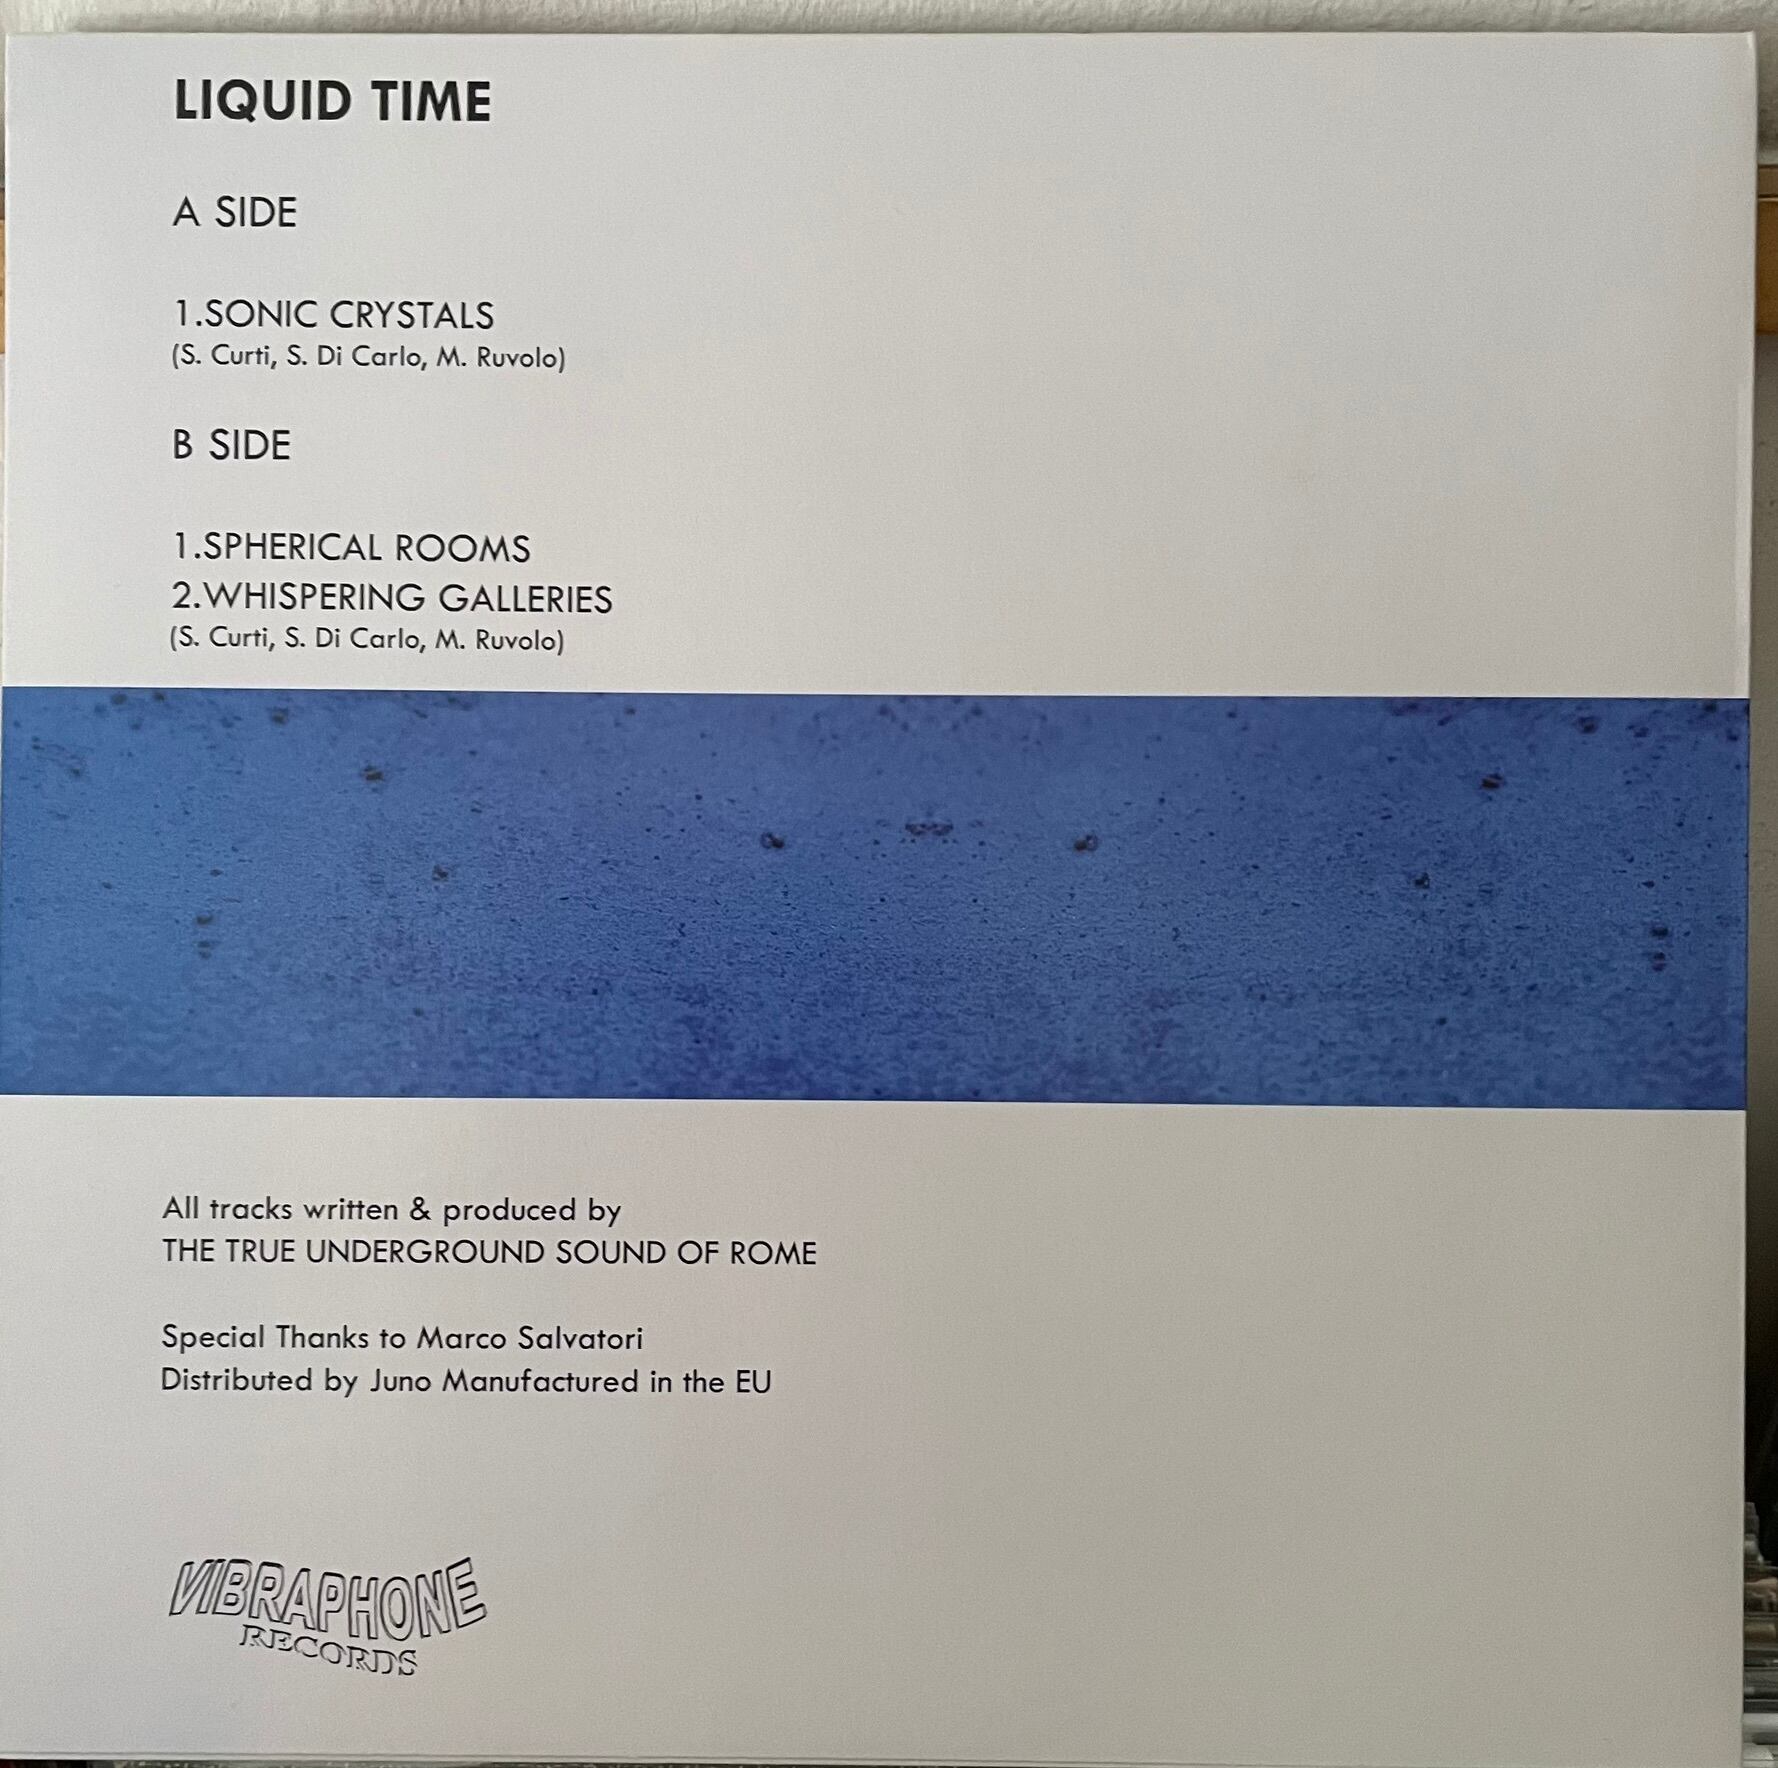 LIQUID TIME
A SIDE
1.SONIC CRYSTALS
(S. Curti, S. Di Carlo, M. Ruvolo)
B SIDE
1.SPHERICAL ROOMS
2.WHISPERING GALLERIES
(S. Curti, S. Di Carlo, M. Ruvolo)
All tracks written & produced by
THE TRUE UNDERGROUND SOUND OF ROME
Special Thanks to Marco Salvatori
Distributed by Juno Manufactured in the EU
VIBRAPHONE
RECORDS